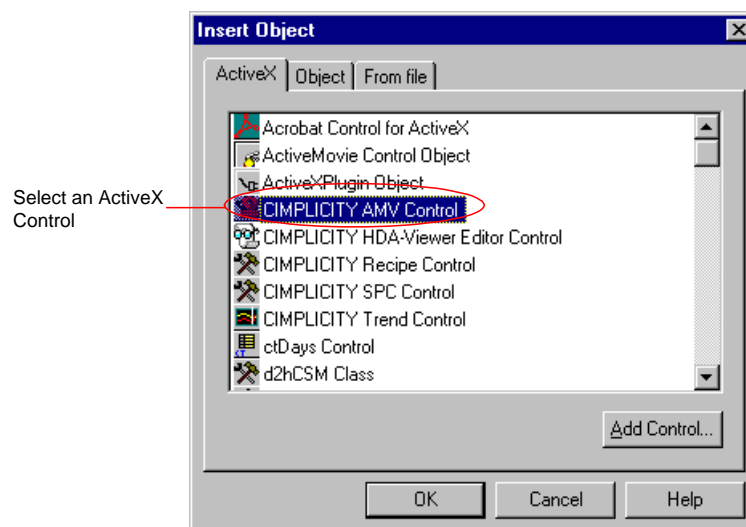 Insert Object
ActiveX Object From file
Acrobat Control for ActiveX
ActiveMovie Control Object
ActiveXPlugin Object
Select an ActiveX
Control
CIMPLICITY AMV Control
CIMPLICITY HDA-Viewer Editor Control
CIMPLICITY Recipe Control
CIMPLICITY SPC Control
CIMPLICITY Trend Control
ctDays Control
d2hCSM Class
Add Control...
OK Cancel Help